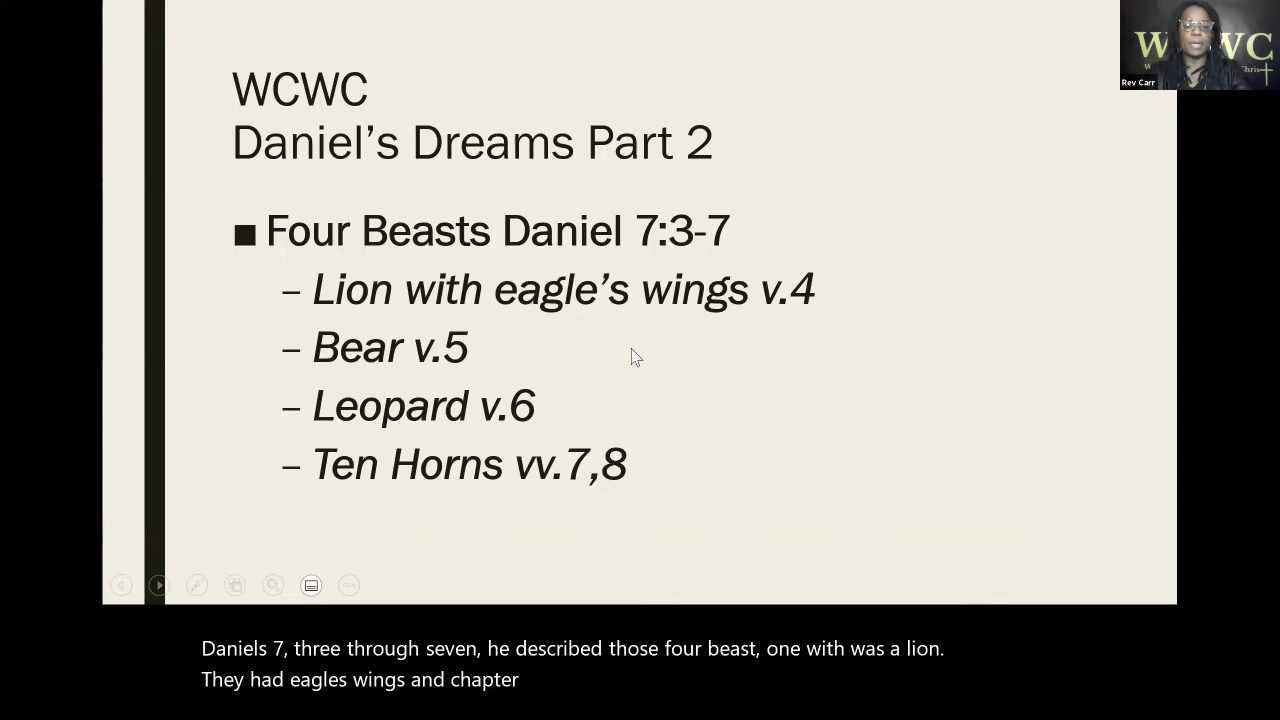 WCWC
Daniel’s Dreams Part 2
■ Four Beasts Daniel 7:3-7
– Lion with eagle’s wings v.4
– Bear v.5
– Leopard v.6
– Ten Horns vv.7,8
Rev Carr
Daniels 7, three through seven, he described those four beast, one with was a lion.
They had eagles wings and chapter